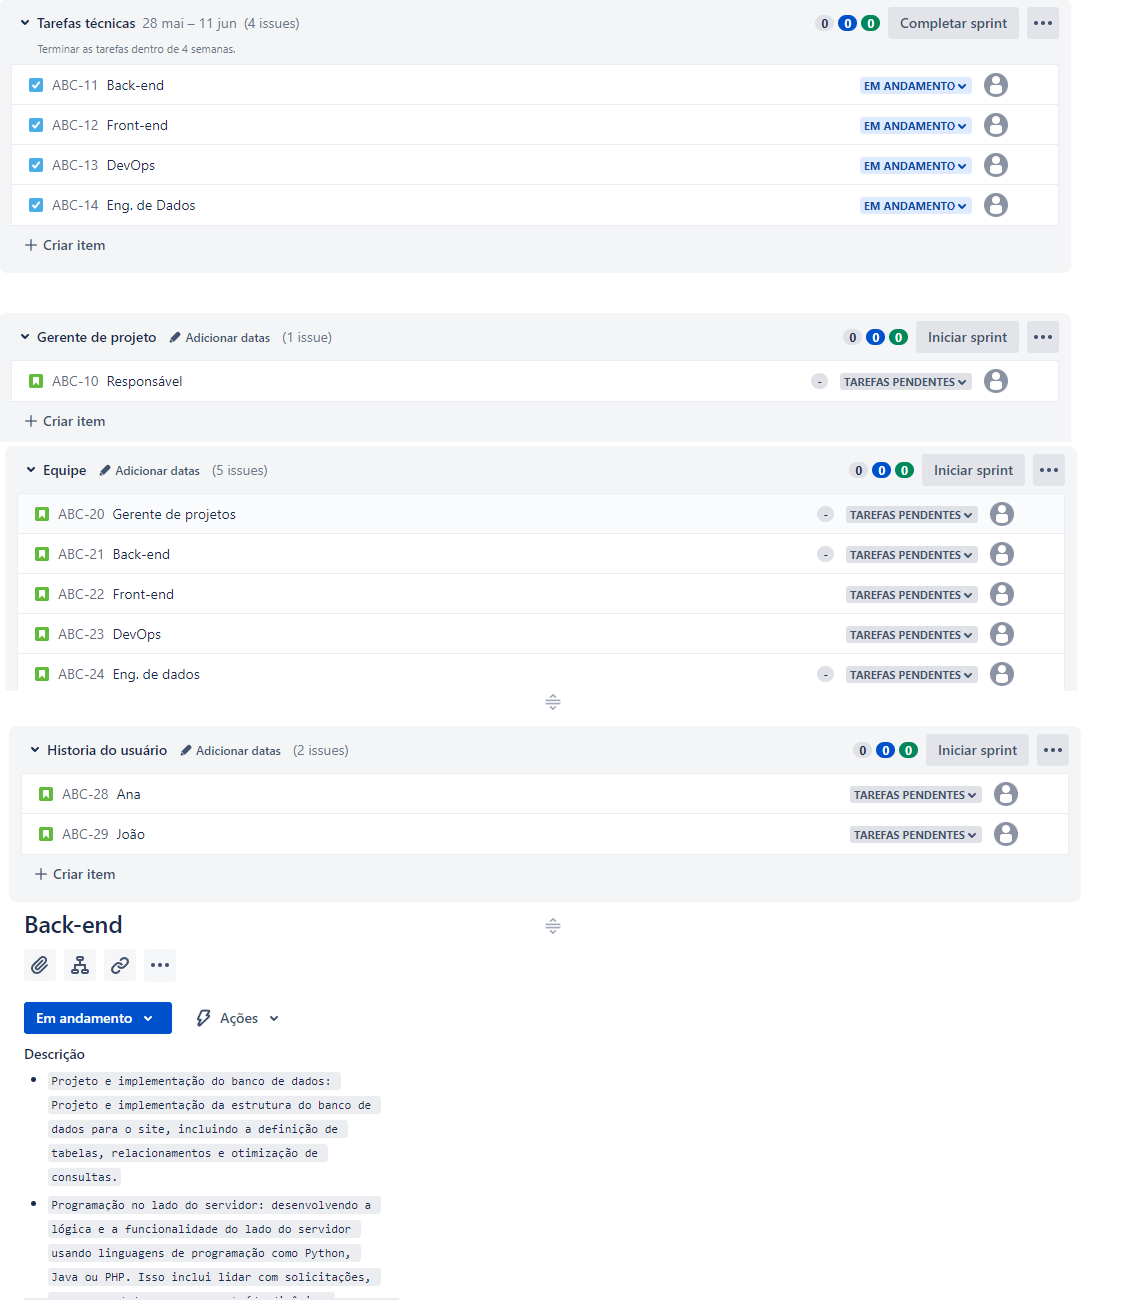 Tarefas técnicas 28 mai – 11 jun (4 issues) 0 0 0 Completar sprint
Terminar as tarefas dentro de 4 semanas.
ABC-11 Back-end EM ANDAMENTO
ABC-12 Front-end EM ANDAMENTO
ABC-13 DevOps EM ANDAMENTO
ABC-14 Eng. de Dados EM ANDAMENTO
+ Criar item
Gerente de projeto Adicionar datas (1 issue) 0 0 0 Iniciar sprint
ABC-10 Responsável - TAREFAS PENDENTES
+ Criar item
Equipe Adicionar datas (5 issues) 0 0 0 Iniciar sprint
ABC-20 Gerente de projetos - TAREFAS PENDENTES
ABC-21 Back-end - TAREFAS PENDENTES
ABC-22 Front-end TAREFAS PENDENTES
ABC-23 DevOps TAREFAS PENDENTES
ABC-24 Eng. de dados - TAREFAS PENDENTES
Historia do usuário Adicionar datas (2 issues) 0 0 0 Iniciar sprint
ABC-28 Ana TAREFAS PENDENTES
ABC-29 João TAREFAS PENDENTES
+ Criar item
Back-end
Em andamento Ações
Descrição
• Projeto e implementação do banco de dados:
Projeto e implementação da estrutura do banco de
dados para o site, incluindo a definição de
tabelas, relacionamentos e otimização de
consultas.
• Programação no lado do servidor: desenvolvendo a
lógica e a funcionalidade do lado do servidor
usando linguagens de programação como Python,
Java ou PHP. Isso inclui lidar com solicitações,